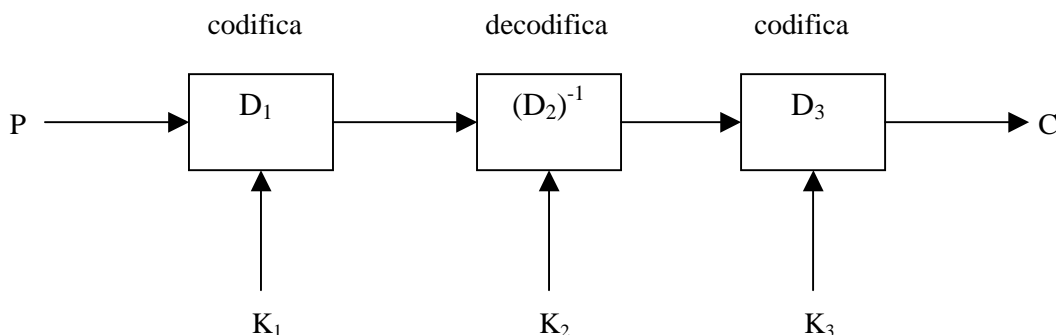 codifica decodifica codifica
P D₁ (D₂)⁻¹ D₃ C
K₁ K₂ K₃